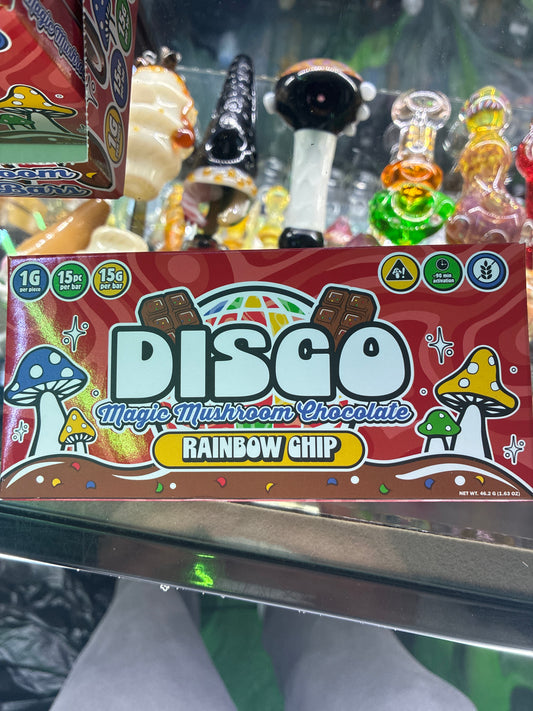 1G
per piece
15pc
per bar
15G
per bar
~90 min
activation
DISCO
Magic Mushroom Chocolate
RAINBOW CHIP
NET WT. 46.2 G (1.63 OZ)